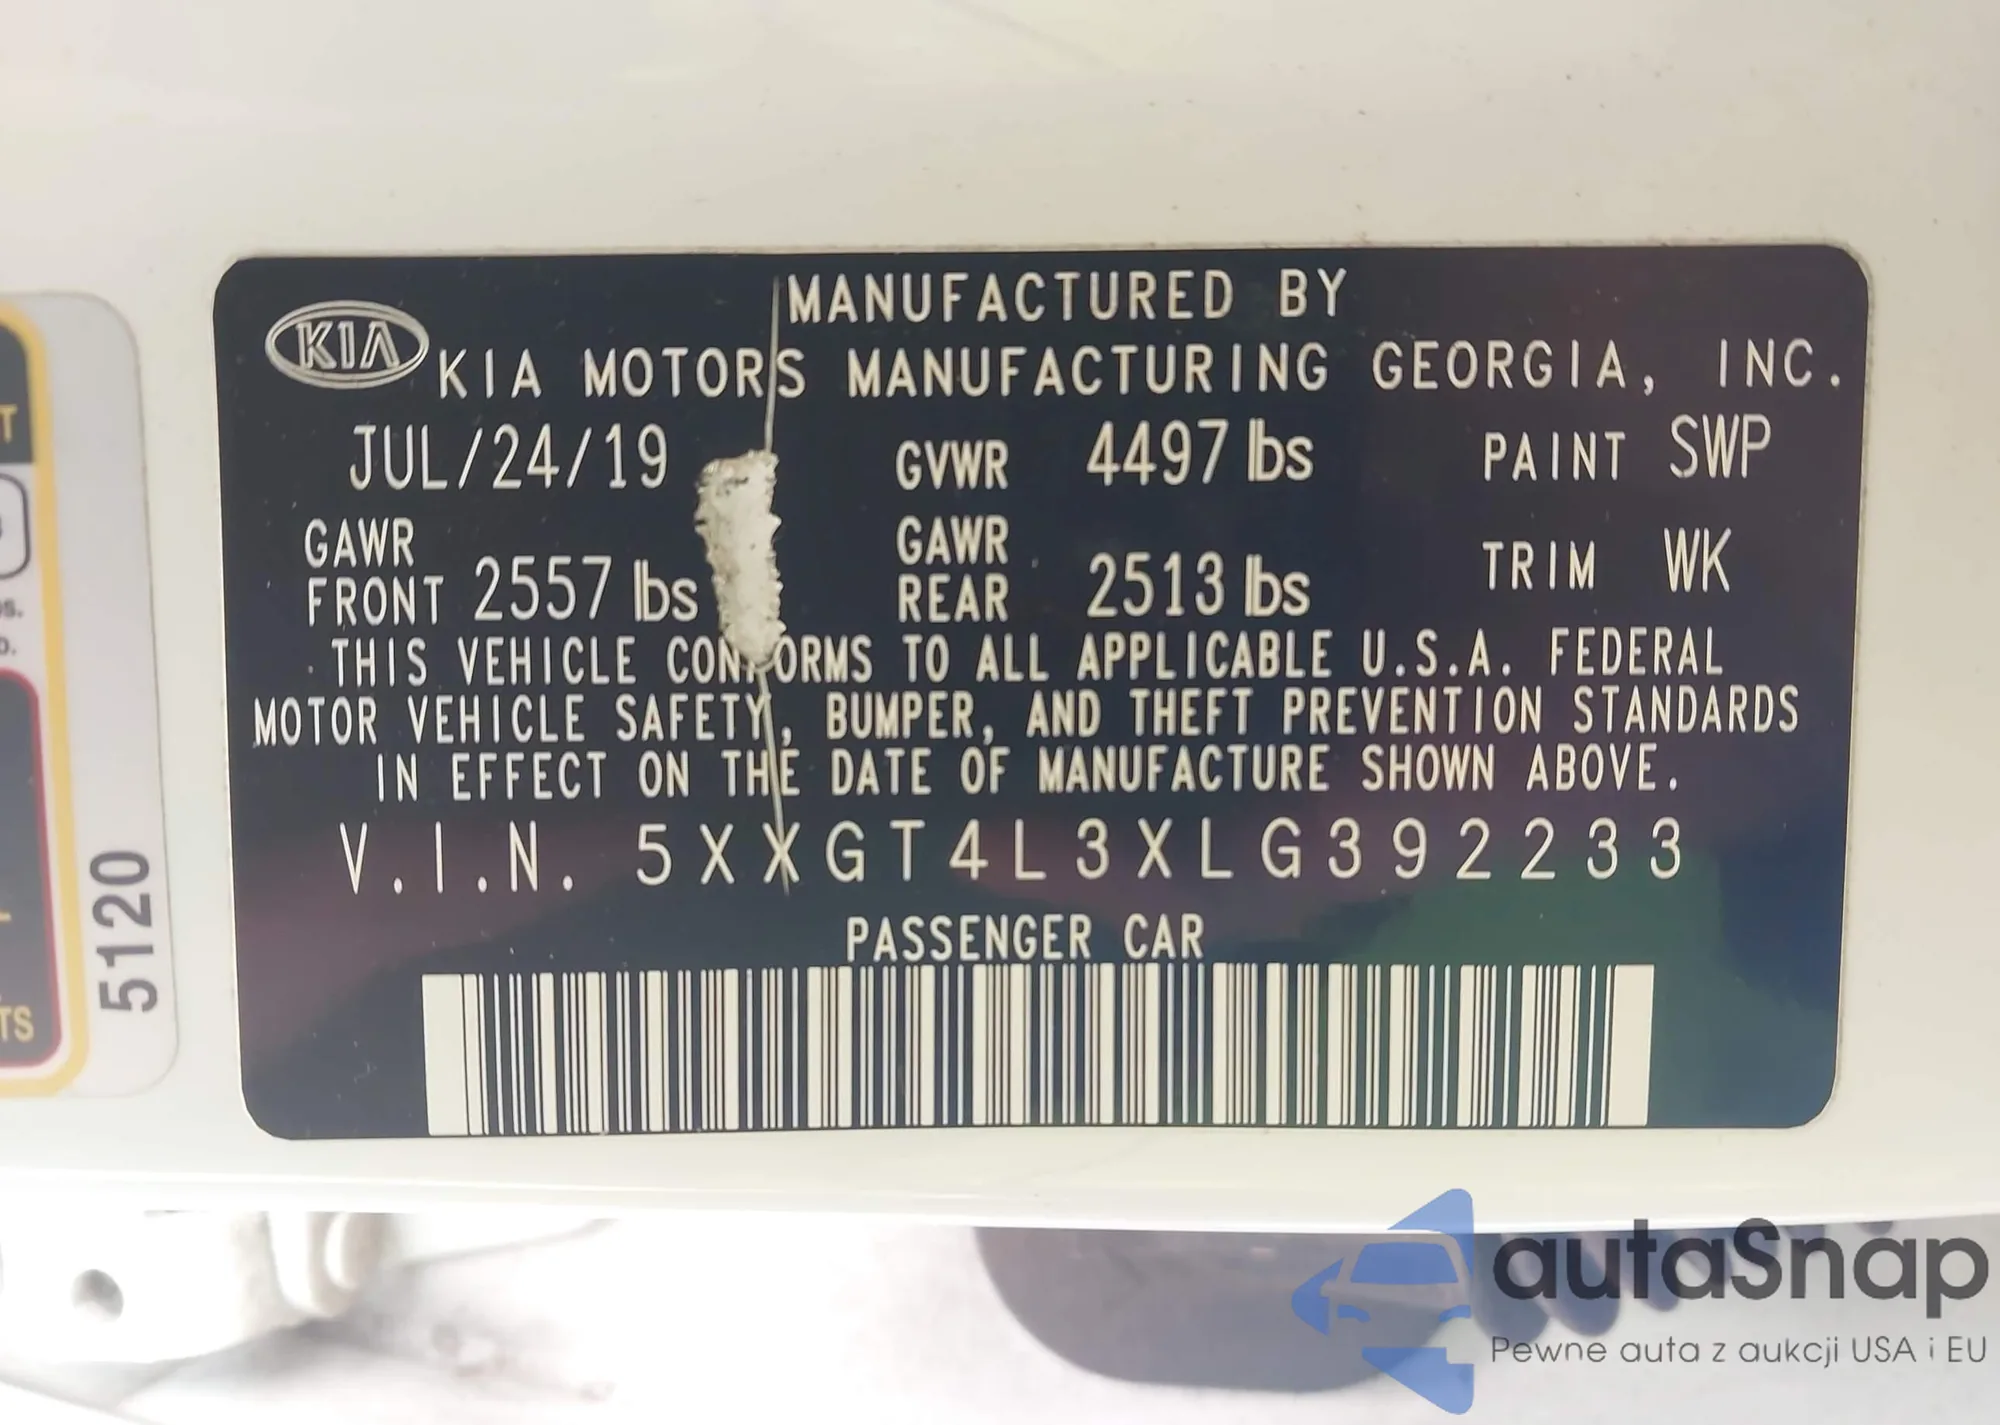 KIA
MANUFACTURED BY
KIA MOTORS MANUFACTURING GEORGIA, INC.
JUL/24/19 GVWR 4497 lbs PAINT SWP
GAWR FRONT 2557 lbs GAWR REAR 2513 lbs TRIM WK
THIS VEHICLE CONFORMS TO ALL APPLICABLE U.S.A. FEDERAL
MOTOR VEHICLE SAFETY, BUMPER, AND THEFT PREVENTION STANDARDS
IN EFFECT ON THE DATE OF MANUFACTURE SHOWN ABOVE.
V.I.N. 5XXGT4L3XLG392233
PASSENGER CAR
5120
TS
autaSnap
Pewne auta z aukcji USA i EU